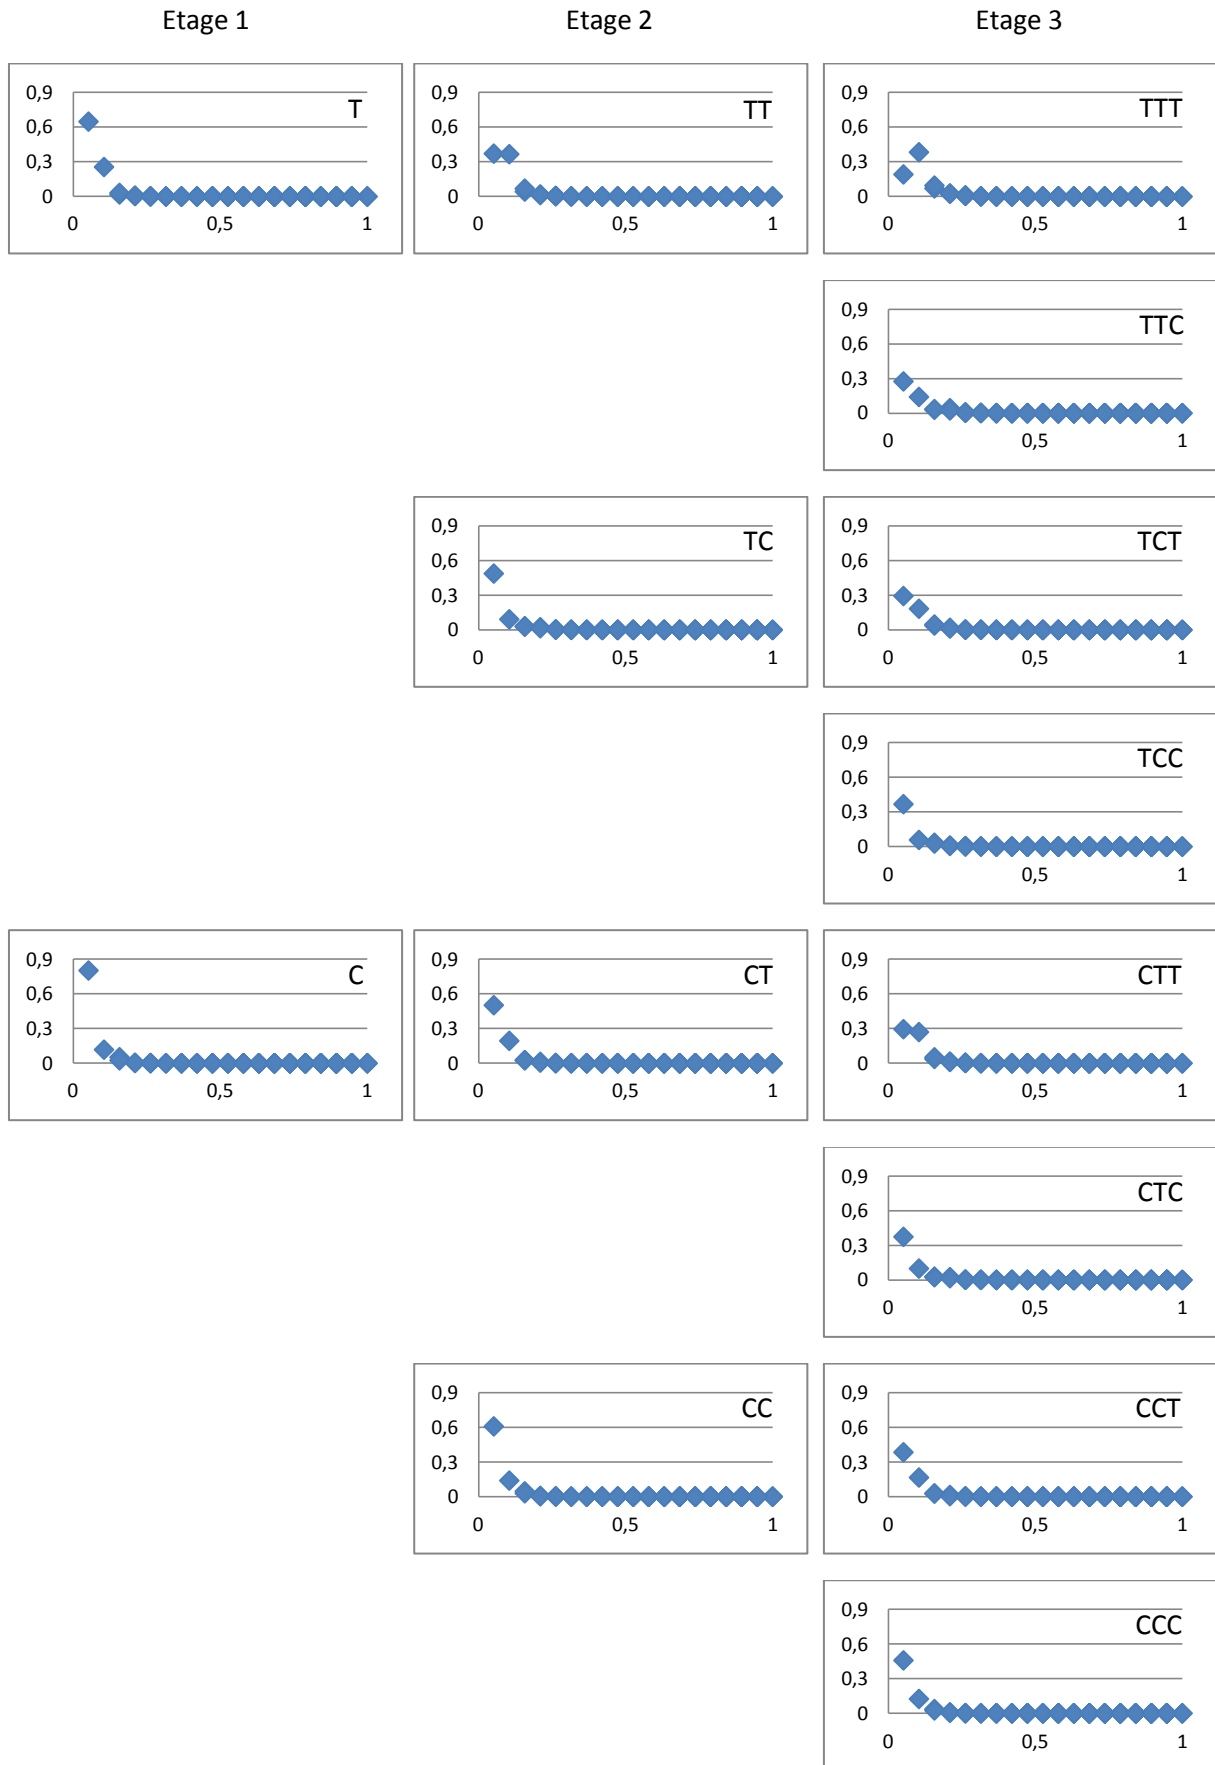 Etage 1 Etage 2 Etage 3
0,9 T 0,9 TT 0,9 TTT
0,6 0,6 0,6
0,3 0,3 0,3
0 0 0
0 0,5 1 0 0,5 1 0 0,5 1
0,9 TTC
0,6
0,3
0
0 0,5 1
0,9 TC 0,9 TCT
0,6 0,6
0,3 0,3
0 0
0 0,5 1 0 0,5 1
0,9 TCC
0,6
0,3
0
0 0,5 1
0,9 C 0,9 CT 0,9 CTT
0,6 0,6 0,6
0,3 0,3 0,3
0 0 0
0 0,5 1 0 0,5 1 0 0,5 1
0,9 CTC
0,6
0,3
0
0 0,5 1
0,9 CC 0,9 CCT
0,6 0,6
0,3 0,3
0 0
0 0,5 1 0 0,5 1
0,9 CCC
0,6
0,3
0
0 0,5 1